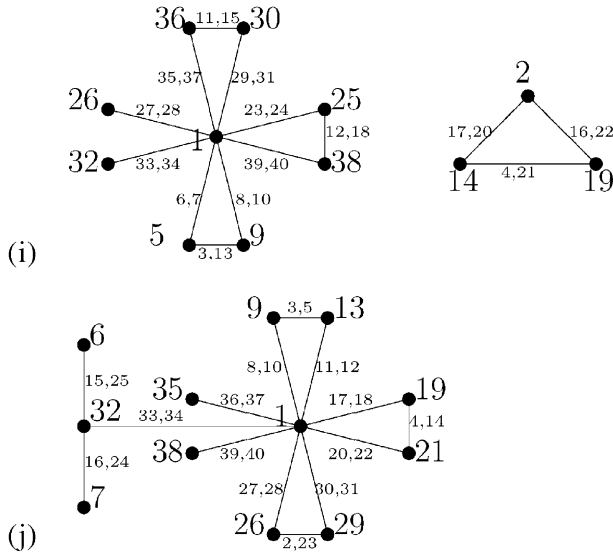 36 11,15 30
35,37 29,31
2
26 27,28 23,24 25
1 12,18 17,20 16,22
32 33,34 39,40 38
14 4,21 19
6,7 8,10
5 9
3,13
(i)
9 3,5 13
6
8,10 11,12
15,25 35 36,37 17,18 19
32 33,34 1 4,14
16,24 38 39,40 20,22 21
27,28 30,31
7
26 2,23 29
(j)